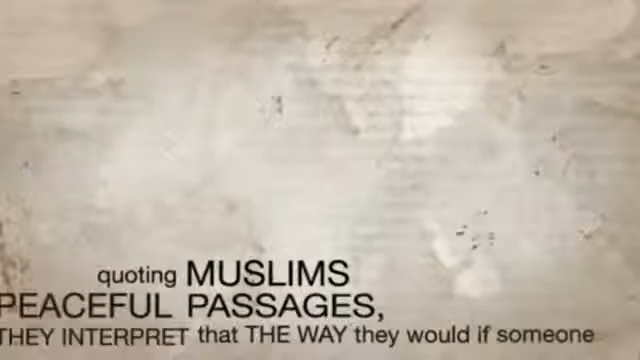 quoting MUSLIMS
PEACEFUL PASSAGES,
THEY INTERPRET that THE WAY they would if someone